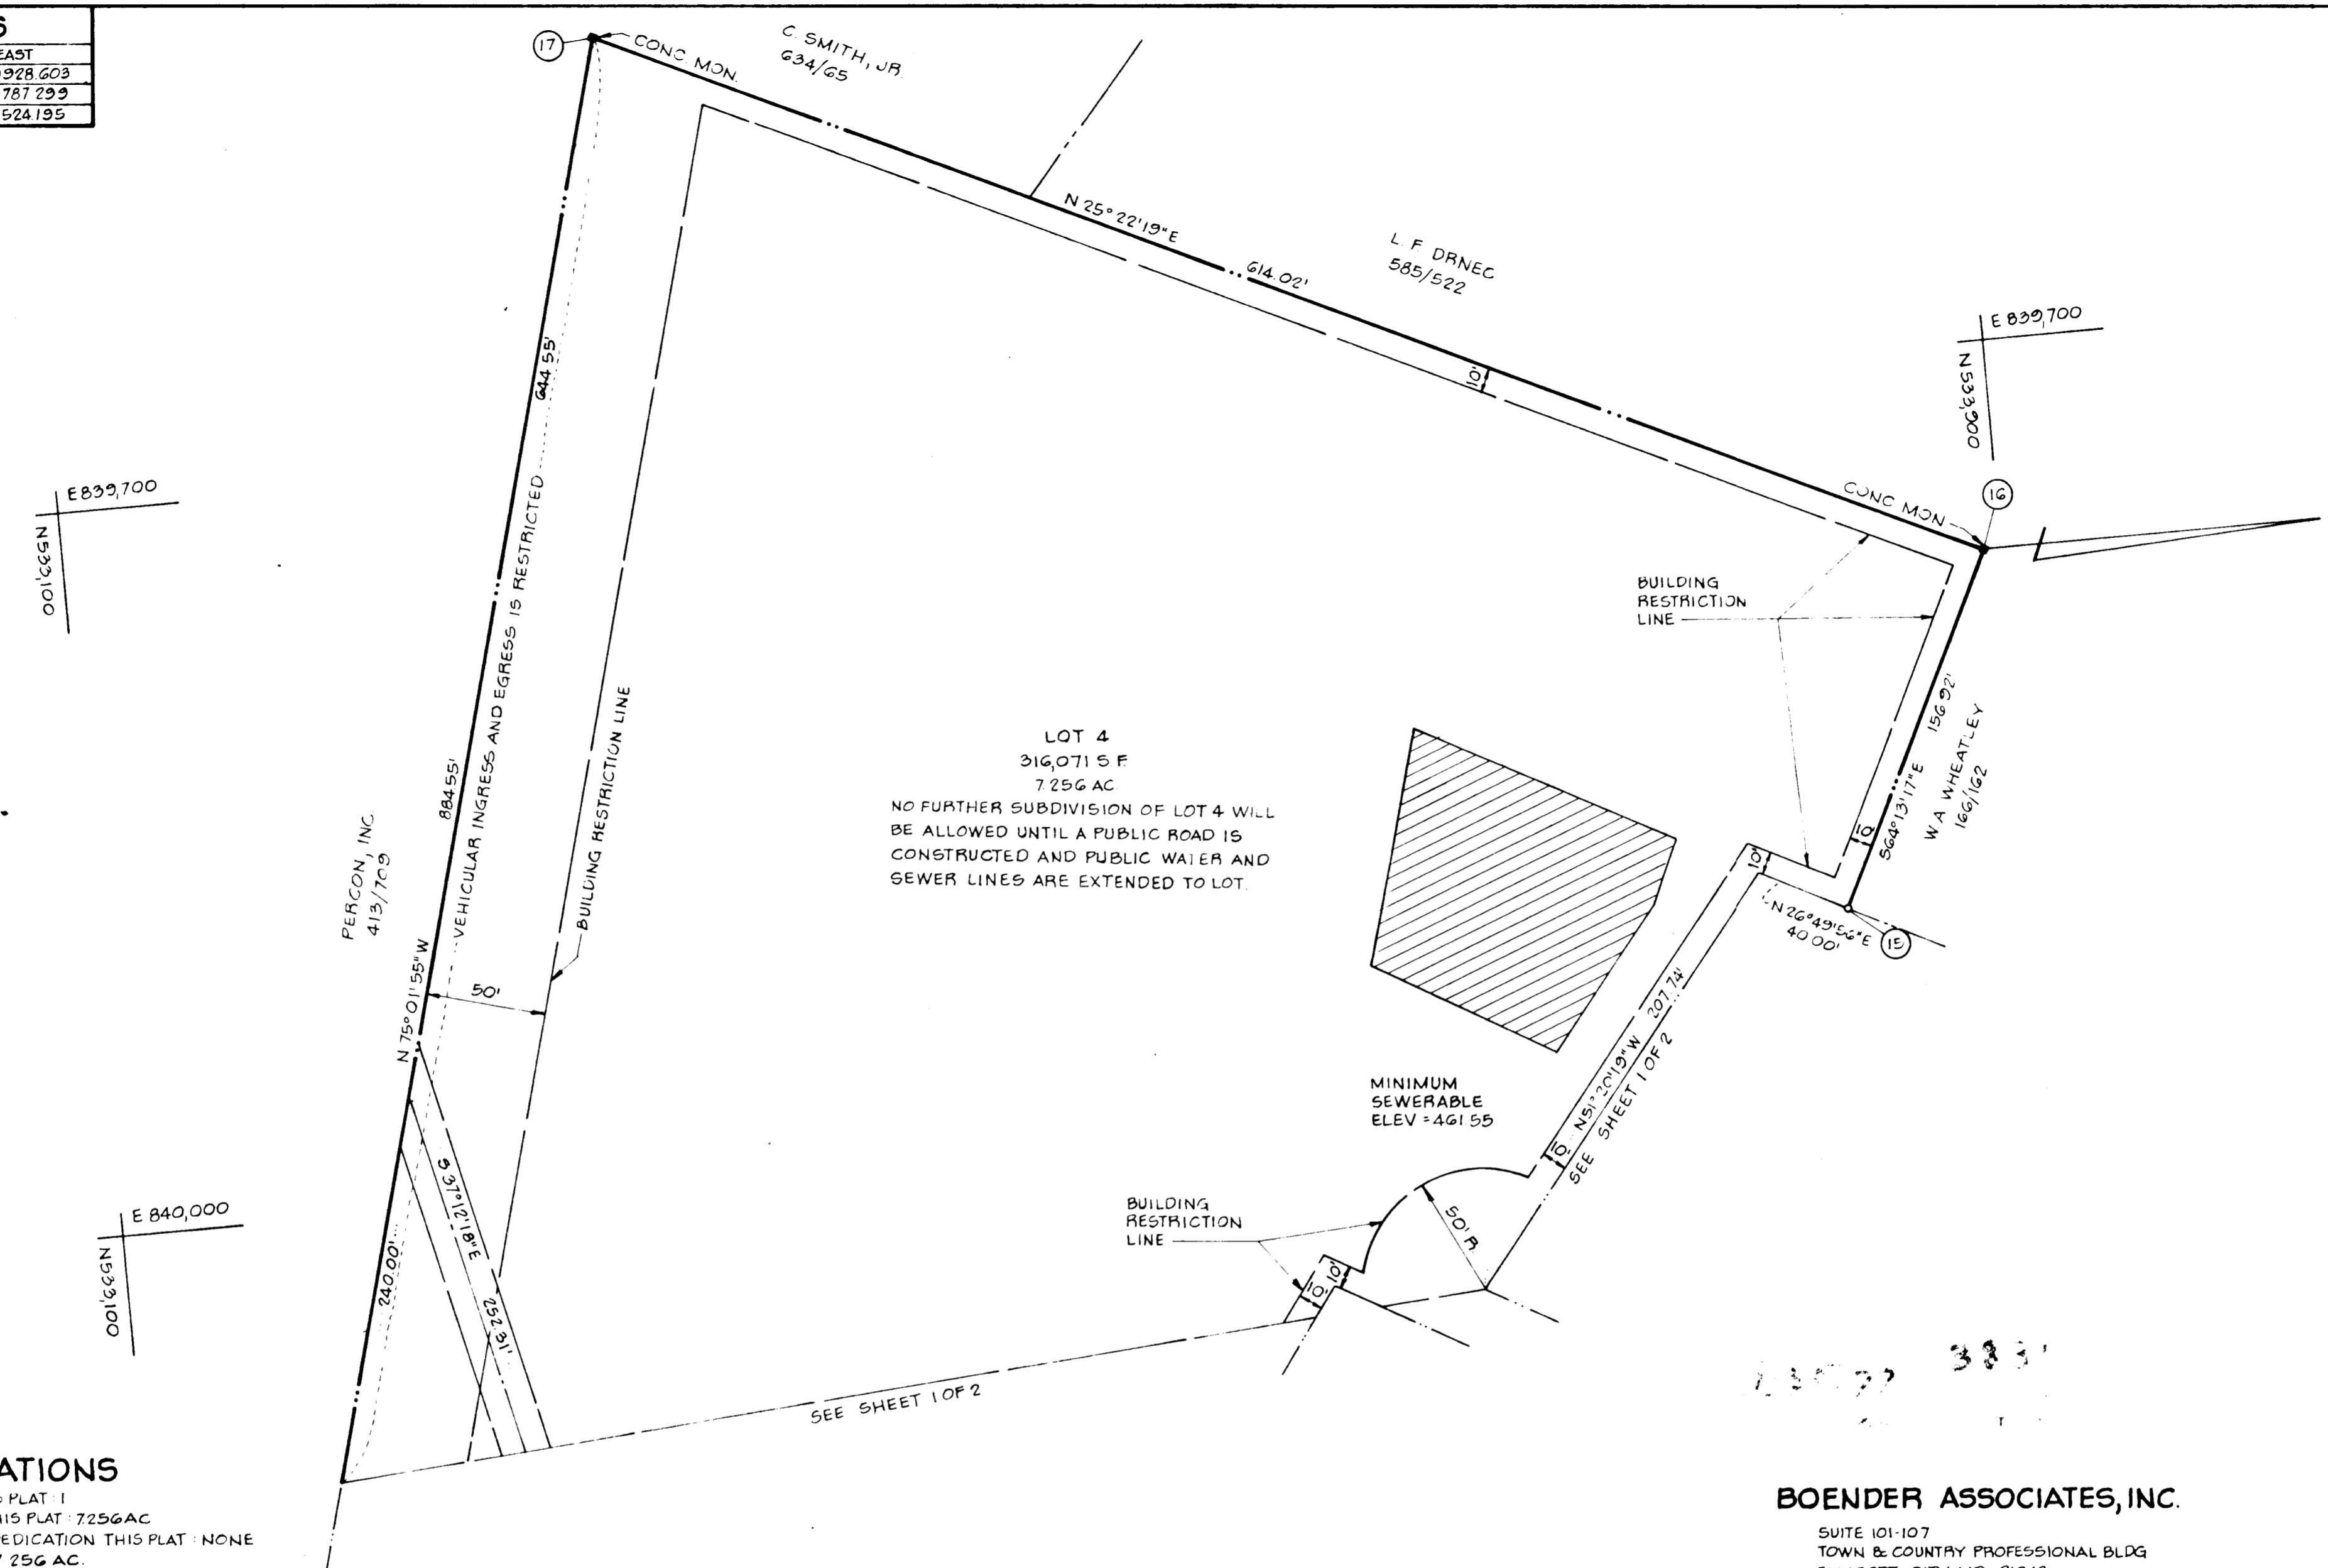 S
EAST
928.603
787.299
524.195
17
CONC. MON.
C. SMITH, JR.
634/65
N 25° 22' 19" E
614.02'
L. F. DRNEC
585/522
10'
E 839,700
N 533,900
CONC. MON
16
E 839,700
N 533,100
644.55'
VEHICULAR INGRESS AND EGRESS IS RESTRICTED
884.55'
BUILDING RESTRICTION LINE
PERCON, INC.
413/709
N 75° 01' 55" W
50'
BUILDING
RESTRICTION
LINE
156.92'
S 64° 13' 17" E
W A WHEATLEY
166/162
10'
10'
N 26° 49' 56" E
40.00'
15
LOT 4
316,071 S.F.
7.256 AC.
NO FURTHER SUBDIVISION OF LOT 4 WILL
BE ALLOWED UNTIL A PUBLIC ROAD IS
CONSTRUCTED AND PUBLIC WATER AND
SEWER LINES ARE EXTENDED TO LOT.
207.74'
N 51° 20' 19" W
SEE SHEET 1 OF 2
10'
MINIMUM
SEWERABLE
ELEV = 461.55
BUILDING
RESTRICTION
LINE
50' R.
10'
10'
E 840,000
N 533,100
S 37° 12' 18" E
252.31'
240.00'
SEE SHEET 1 OF 2
ATIONS
PLAT : 1
THIS PLAT : 7.256 AC
DEDICATION THIS PLAT : NONE
7.256 AC.
BOENDER ASSOCIATES, INC.
SUITE 101-107
TOWN & COUNTRY PROFESSIONAL BLDG